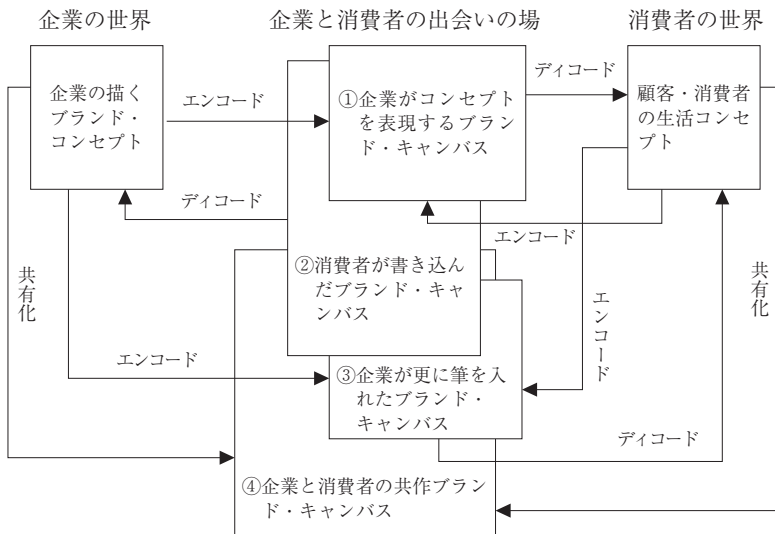 企業の世界
企業と消費者の出会いの場
消費者の世界
企業の描く
ブランド・
コンセプト
エンコード
①企業がコンセプト
を表現するブラン
ド・キャンバス
ディコード
顧客・消費者
の生活コンセ
プト
ディコード
エンコード
共有化
②消費者が書き込ん
だブランド・キャ
ンバス
エンコード
共有化
エンコード
③企業が更に筆を入
れたブランド・
キャンバス
ディコード
④企業と消費者の共作ブラン
ド・キャンバス